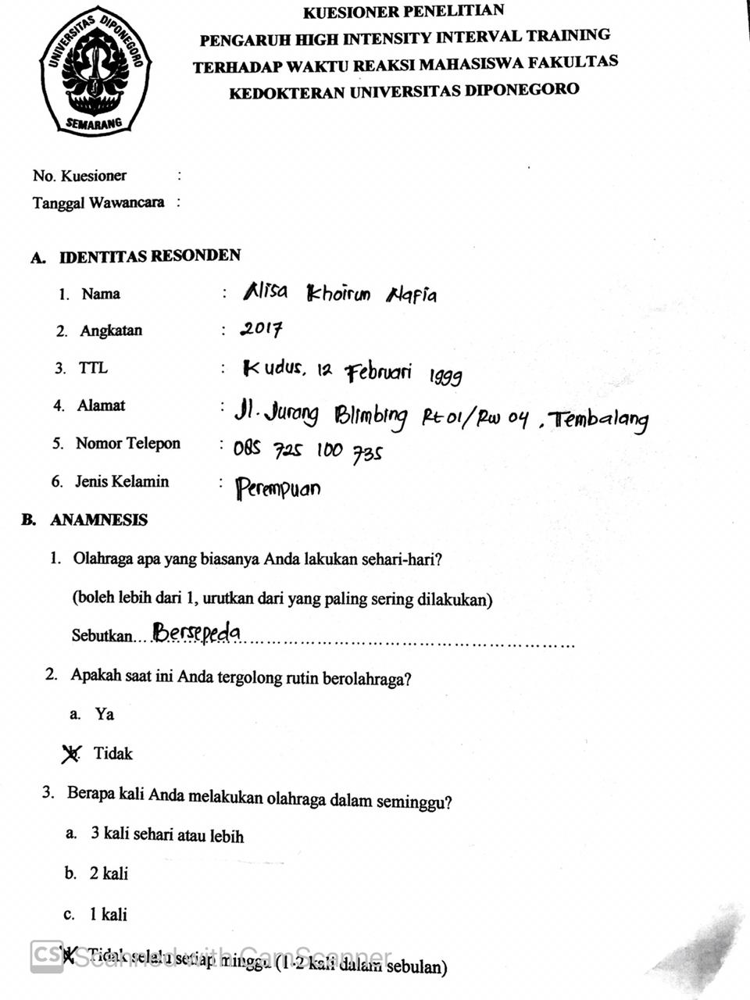 UNIVERSITAS DIPONEGORO
SEMARANG
KUESIONER PENELITIAN
PENGARUH HIGH INTENSITY INTERVAL TRAINING
TERHADAP WAKTU REAKSI MAHASISWA FAKULTAS
KEDOKTERAN UNIVERSITAS DIPONEGORO
No. Kuesioner :
Tanggal Wawancara :
A. IDENTITAS RESONDEN
1. Nama : Alisa Khoirun Nafia
2. Angkatan : 2017
3. TTL : Kudus, 12 Februari 1999
4. Alamat : Jl. Jurang Blimbing Rt 01/Rw 04, Tembalang
5. Nomor Telepon : 085 725 100 735
6. Jenis Kelamin : Perempuan
B. ANAMNESIS
1. Olahraga apa yang biasanya Anda lakukan sehari-hari?
(boleh lebih dari 1, urutkan dari yang paling sering dilakukan)
Sebutkan... Bersepeda ...............................................
2. Apakah saat ini Anda tergolong rutin berolahraga?
a. Ya
b. Tidak
3. Berapa kali Anda melakukan olahraga dalam seminggu?
a. 3 kali sehari atau lebih
b. 2 kali
c. 1 kali
d. Tidak selalu setiap minggu (1-2 kali dalam sebulan)
CS Scanned with CamScanner